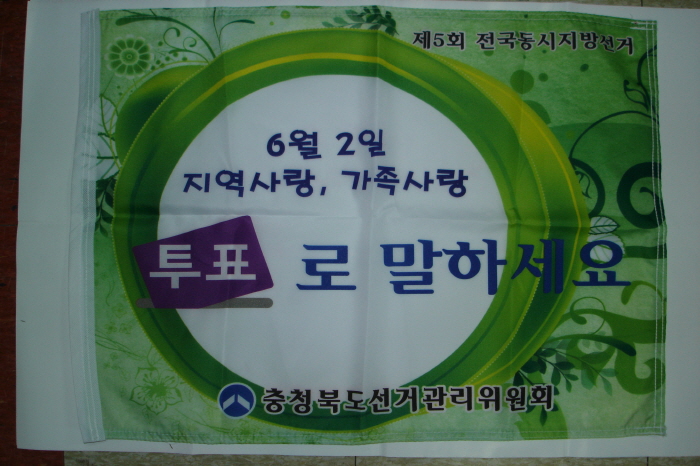 제5회 전국동시지방선거
6월 2일
지역사랑, 가족사랑
투표로 말하세요
충청북도선거관리위원회